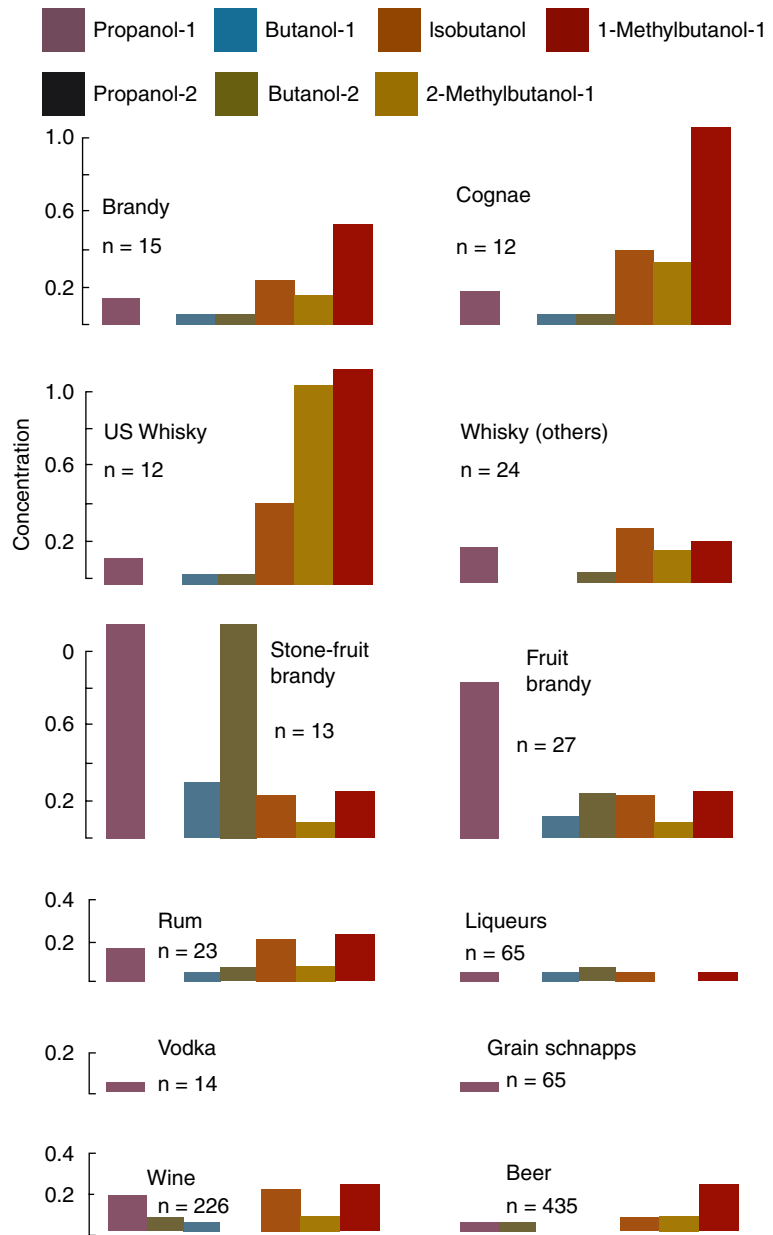 Propanol-1 Butanol-1 Isobutanol 1-Methylbutanol-1
Propanol-2 Butanol-2 2-Methylbutanol-1
Concentration
1.0
0.6
0.2
Brandy
n = 15
Cognae
n = 12
1.0
0.6
0.2
US Whisky
n = 12
Whisky (others)
n = 24
0
0.6
0.2
Stone-fruit
brandy
n = 13
Fruit
brandy
n = 27
0.4
0.2
Rum
n = 23
Liqueurs
n = 65
0.2
Vodka
n = 14
Grain schnapps
n = 65
0.4
0.2
Wine
n = 226
Beer
n = 435